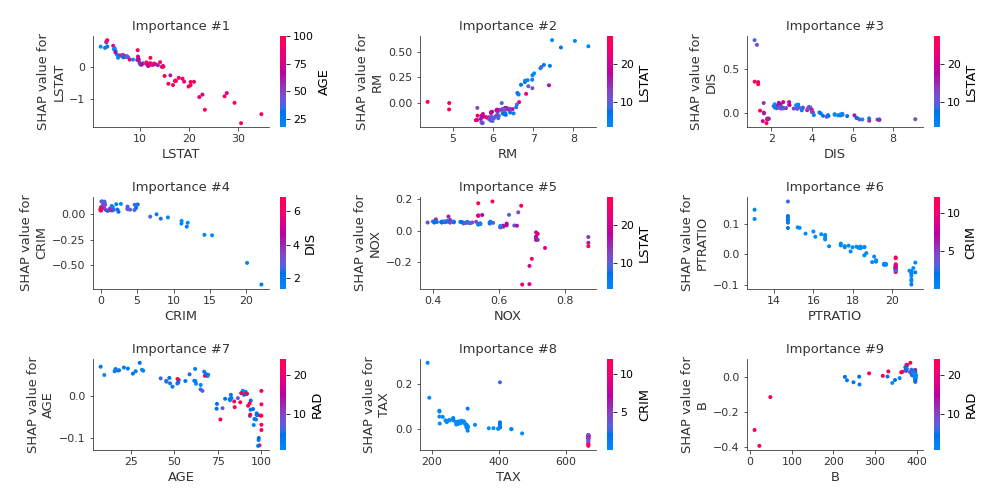 Importance #1
SHAP value for
LSTAT
0
−1
10
20
30
LSTAT
100
75
50
25
AGE
Importance #2
SHAP value for
RM
0.50
0.25
0.00
5
6
7
8
RM
20
10
LSTAT
Importance #3
SHAP value for
DIS
0.5
0.0
2
4
6
8
DIS
20
10
LSTAT
Importance #4
SHAP value for
CRIM
0.00
−0.25
−0.50
0
5
10
15
20
CRIM
6
4
2
DIS
Importance #5
SHAP value for
NOX
0.2
0.0
−0.2
0.4
0.6
0.8
NOX
20
10
LSTAT
Importance #6
SHAP value for
PTRATIO
0.1
0.0
−0.1
14
16
18
20
PTRATIO
10
5
CRIM
Importance #7
SHAP value for
AGE
0.0
−0.1
25
50
75
100
AGE
20
10
RAD
Importance #8
SHAP value for
TAX
0.2
0.0
200
400
600
TAX
10
5
CRIM
Importance #9
SHAP value for
B
0.0
−0.2
−0.4
0
100
200
300
400
B
20
10
RAD